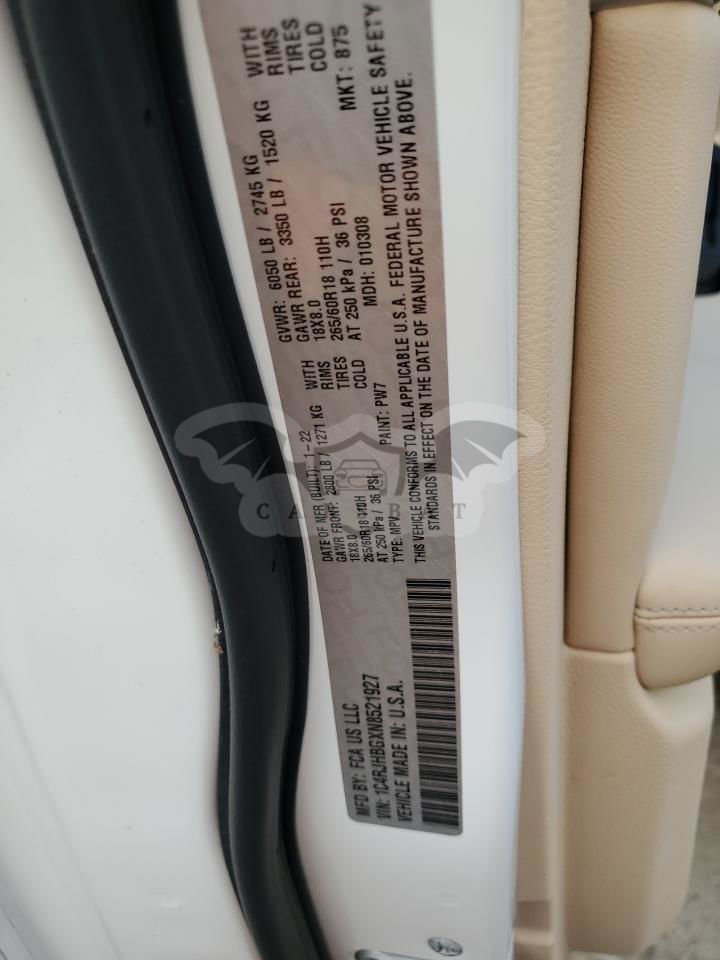 MFD BY: FCA US LLC
DATE OF MFR (BUILT): 1-22
GVWR: 6050 LB / 2745 KG
GAWR FRONT: 2800 LB / 1271 KG
WITH
GAWR REAR: 3350 LB / 1520 KG
WITH
18X8.0
RIMS
18X8.0
RIMS
265/60R18 110H
TIRES
265/60R18 110H
TIRES
AT 250 kPa / 36 PSI
COLD
AT 250 kPa / 36 PSI
COLD
VIN: 1C4RJHBGXN8521927
TYPE: MPV
PAINT: PW7
MDH: 010308
MKT: 875
VEHICLE MADE IN: U.S.A.
THIS VEHICLE CONFORMS TO ALL APPLICABLE U.S.A. FEDERAL MOTOR VEHICLE SAFETY
STANDARDS IN EFFECT ON THE DATE OF MANUFACTURE SHOWN ABOVE.